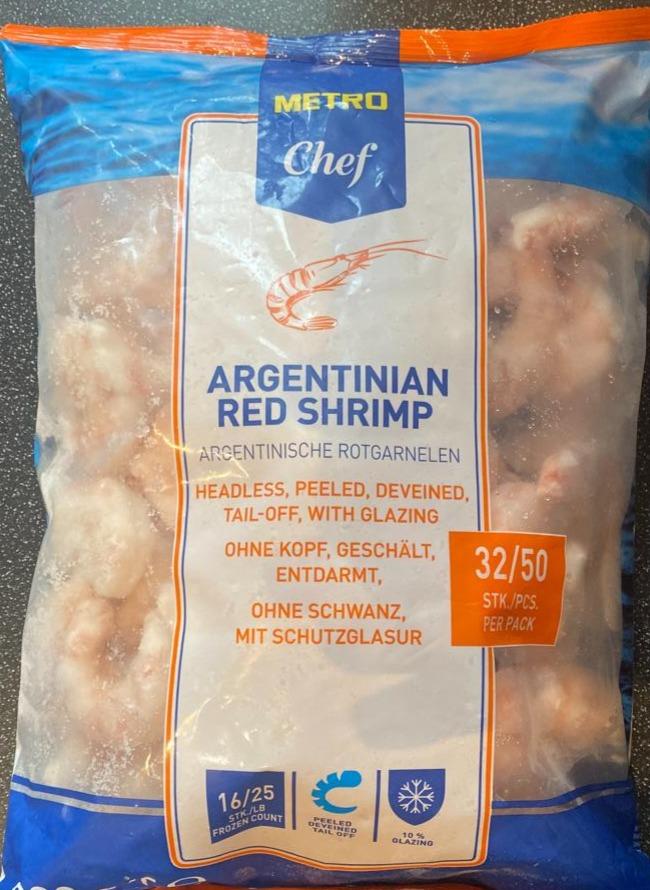 METRO
Chef
ARGENTINIAN
RED SHRIMP
ARGENTINISCHE ROTGARNELEN
HEADLESS, PEELED, DEVEINED,
TAIL-OFF, WITH GLAZING
OHNE KOPF, GESCHÄLT,
ENTDARMT,
OHNE SCHWANZ,
MIT SCHUTZGLASUR
32/50
STK./PCS.
PER PACK
16/25
STK./LB
FROZEN COUNT
PEELED
DEVEINED
TAIL OFF
10 %
GLAZING